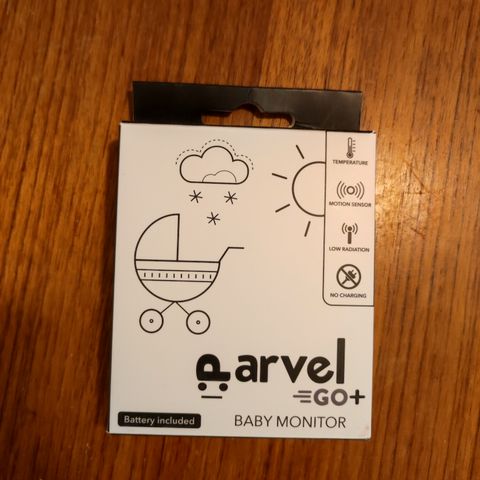 TEMPERATURE
MOTION SENSOR
LOW RADIATION
NO CHARGING
Parvel
GO+
Battery included
BABY MONITOR